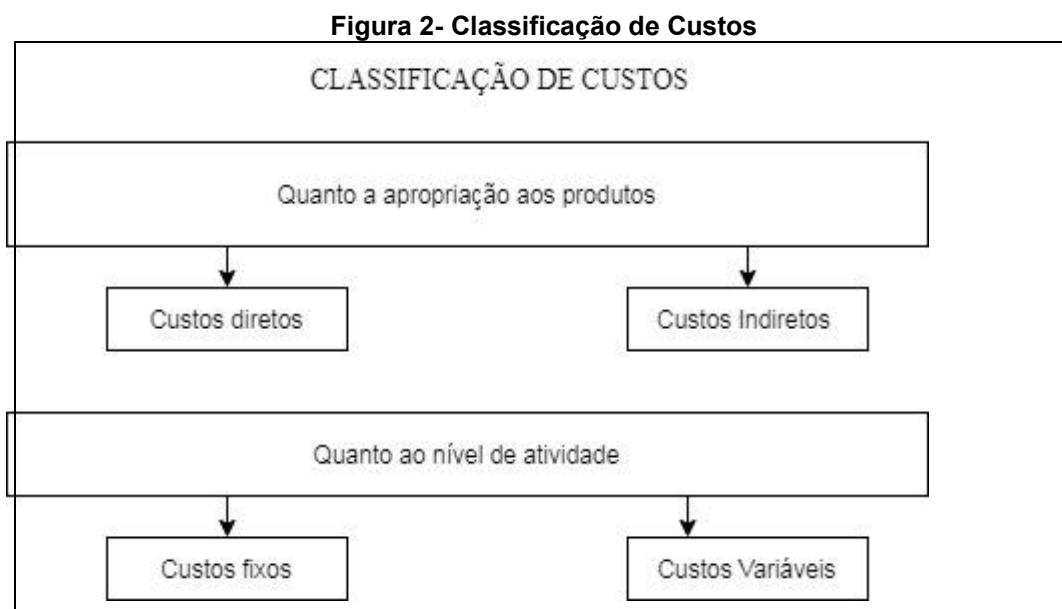 Figura 2- Classificação de Custos
CLASSIFICAÇÃO DE CUSTOS
Quanto a apropriação aos produtos
Custos diretos
Custos Indiretos
Quanto ao nível de atividade
Custos fixos
Custos Variáveis